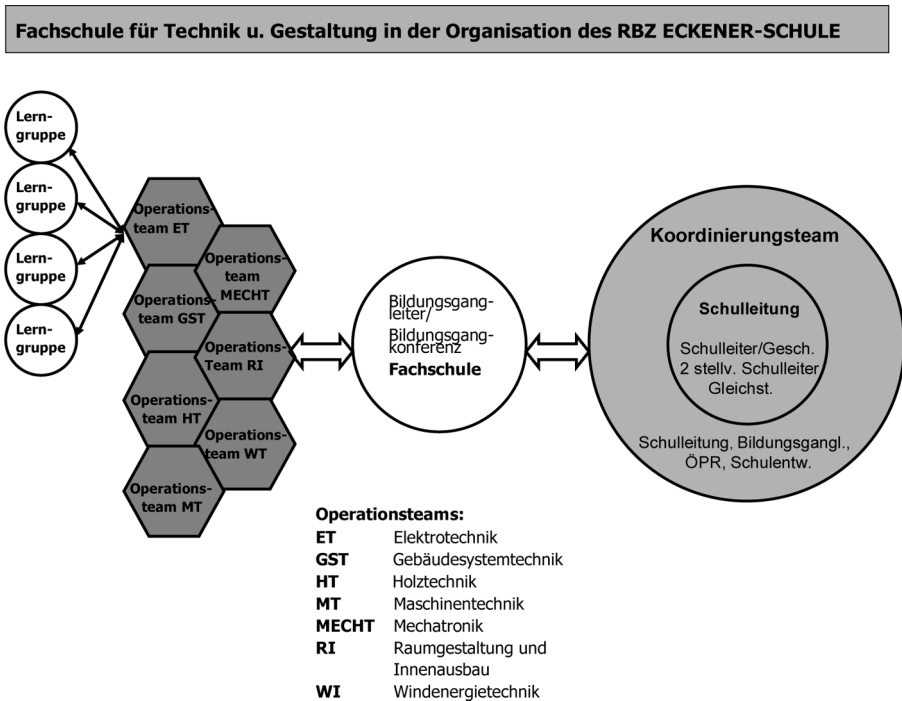 Fachschule für Technik u. Gestaltung in der Organisation des RBZ ECKENER-SCHULE
Lern-
gruppe
Lern-
gruppe
Lern-
gruppe
Lern-
gruppe
Operations-
team ET
Operations-
team
MECHT
Operations-
team GST
Operations-
Team RI
Operations-
team HT
Operations-
team WT
Operations-
team MT
Bildungsgang-
leiter/
Bildungsgang-
konferenz
Fachschule
Koordinierungsteam
Schulleitung
Schulleiter/Gesch.
2 stellv. Schulleiter
Gleichst.
Schulleitung, Bildungsgangl.,
ÖPR, Schulentw.
Operationsteams:
ET Elektrotechnik
GST Gebäudesystemtechnik
HT Holztechnik
MT Maschinentechnik
MECHT Mechatronik
RI Raumgestaltung und
Innenausbau
WI Windenergietechnik